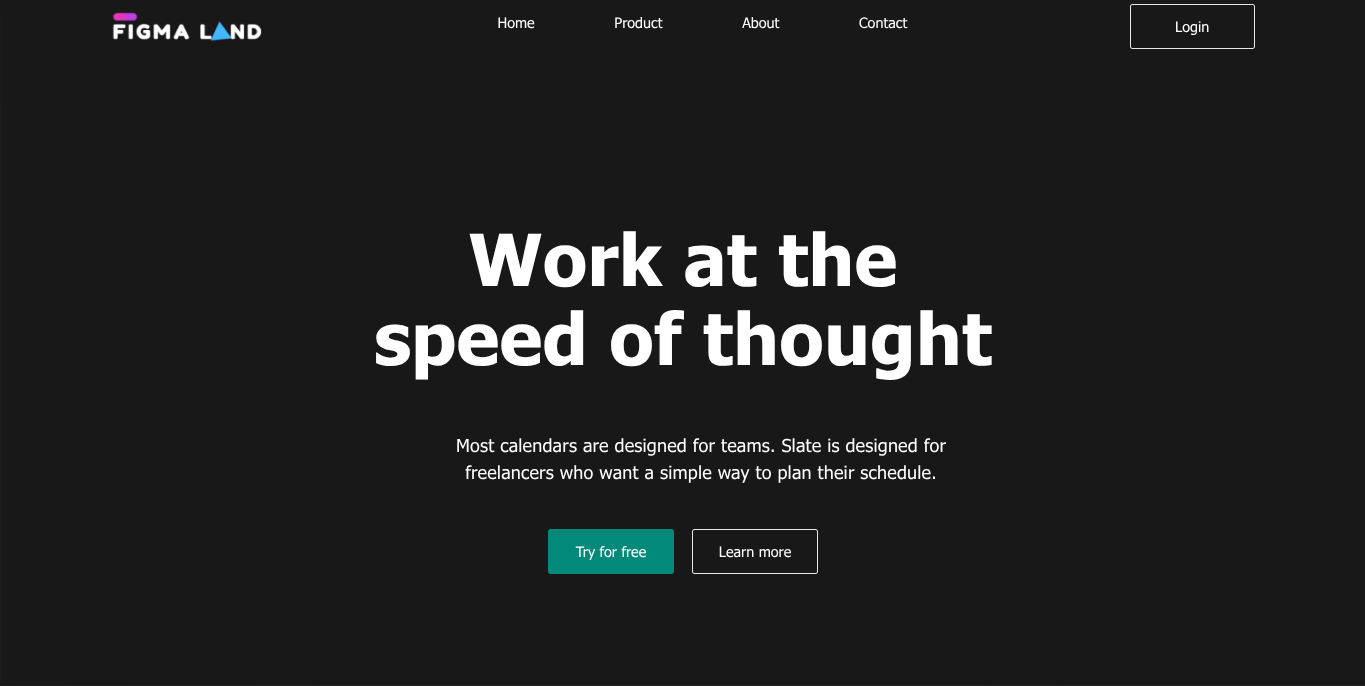 FIGMA LAND
Home Product About Contact
Login
Work at the
speed of thought
Most calendars are designed for teams. Slate is designed for
freelancers who want a simple way to plan their schedule.
Try for free
Learn more